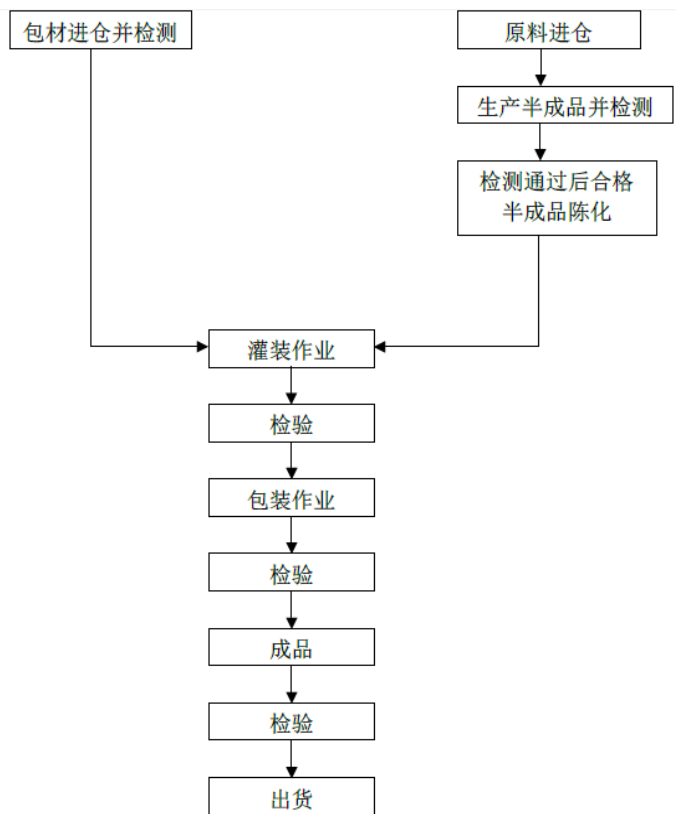 包材进仓并检测
原料进仓
生产半成品并检测
检测通过后合格
半成品陈化
灌装作业
检验
包装作业
检验
成品
检验
出货